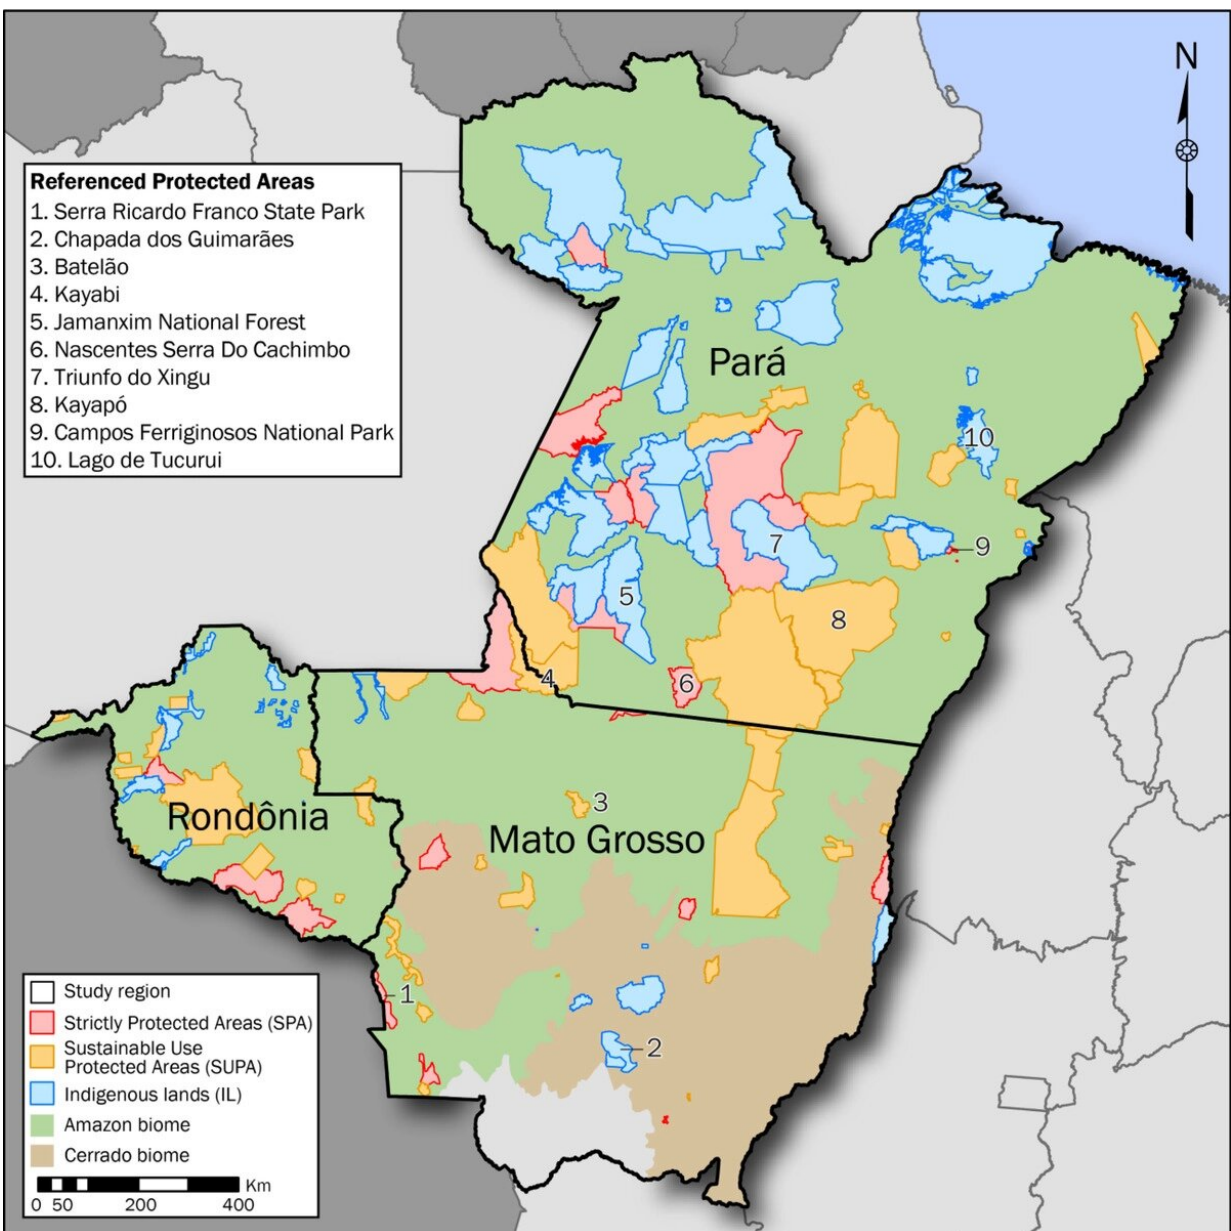 N
Referenced Protected Areas
1. Serra Ricardo Franco State Park
2. Chapada dos Guimarães
3. Batelão
4. Kayabi
5. Jamanxim National Forest
6. Nascentes Serra Do Cachimbo
7. Triunfo do Xingu
8. Kayapó
9. Campos Ferriginosos National Park
10. Lago de Tucurui
Pará
10
9
7
5
8
4
6
3
Rondônia
Mato Grosso
1
2
Study region
Strictly Protected Areas (SPA)
Sustainable Use
Protected Areas (SUPA)
Indigenous lands (IL)
Amazon biome
Cerrado biome
Km
0 50 200 400